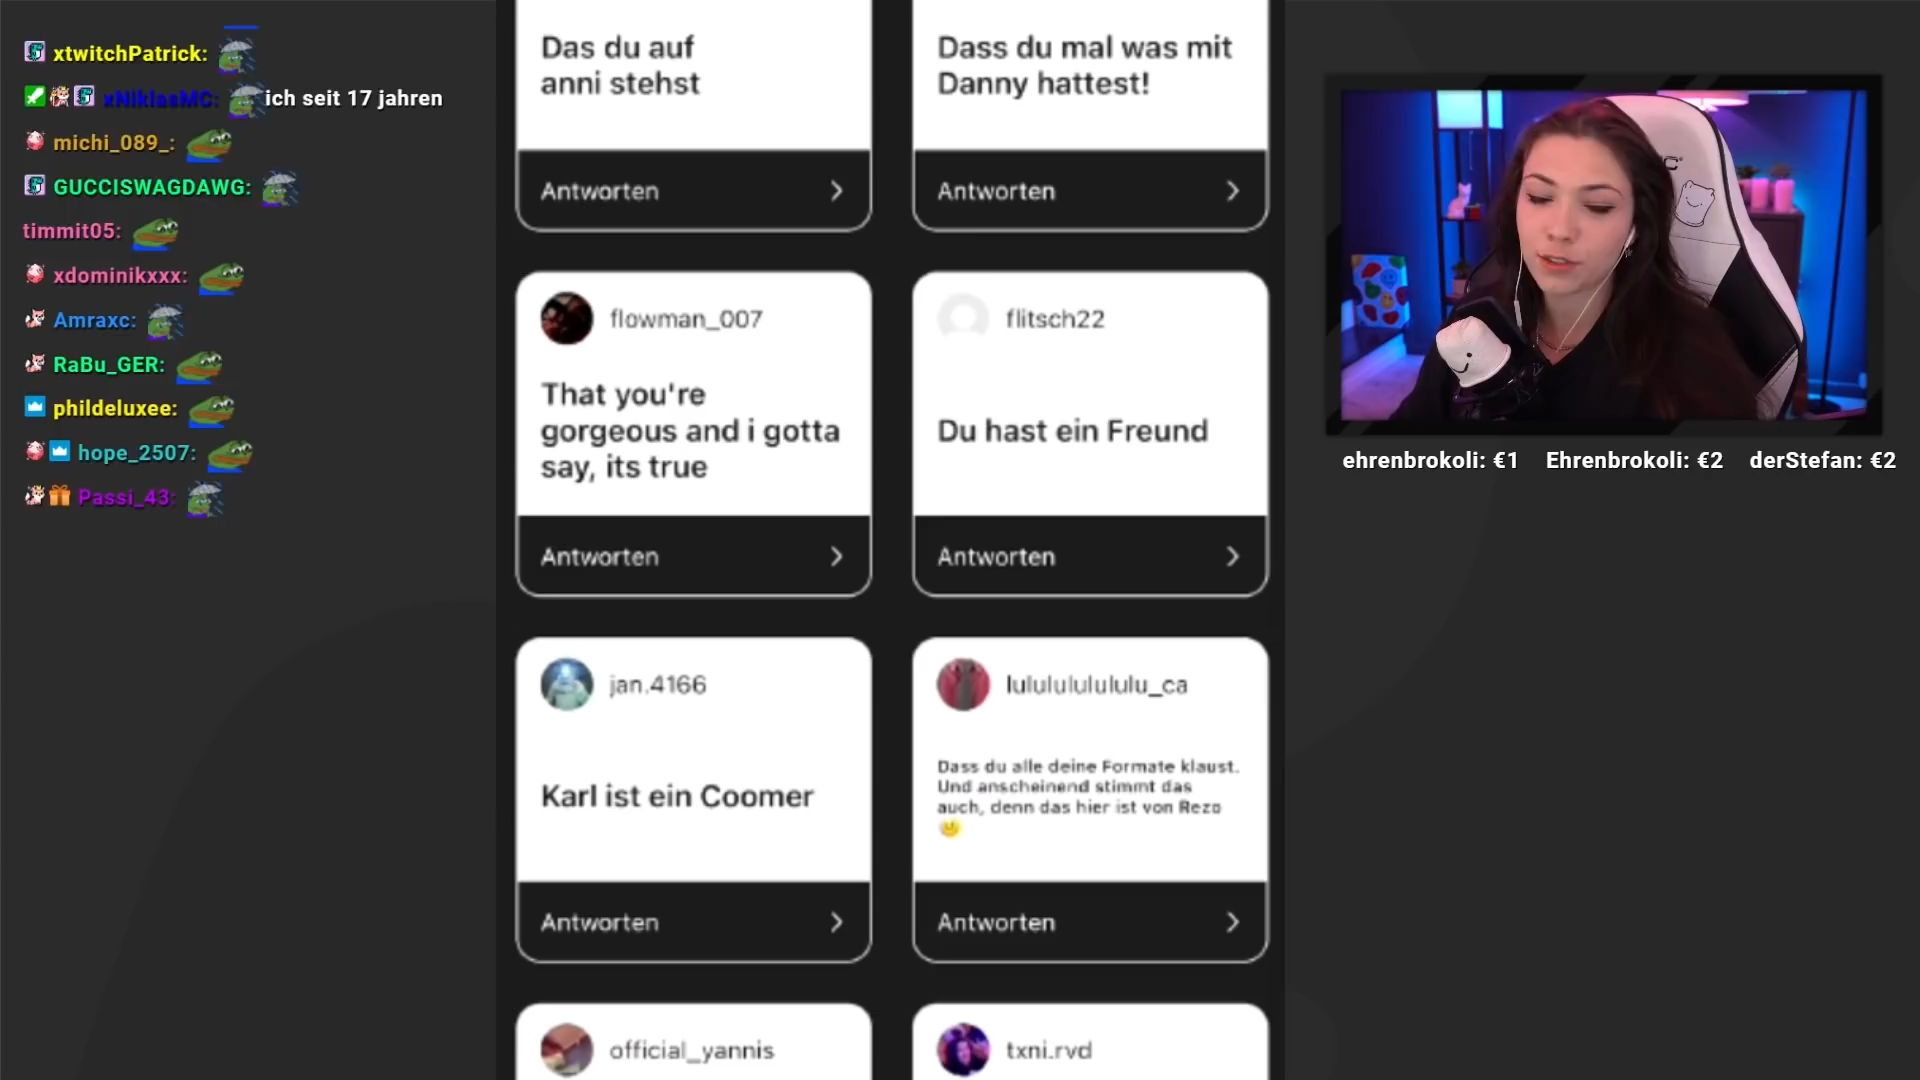 xtwitchPatrick:
xNiklasMC: ich seit 17 jahren
michi_089_:
GUCCISWAGDAWG:
timmit05:
xdominikxxx:
Amraxc:
RaBu_GER:
phildeluxee:
hope_2507:
Passi_43:
Das du auf
anni stehst
Antworten
Dass du mal was mit
Danny hattest!
Antworten
flowman_007
That you're
gorgeous and i gotta
say, its true
Antworten
flitsch22
Du hast ein Freund
Antworten
jan.4166
Karl ist ein Coomer
Antworten
lulululululululu_ca
Dass du alle deine Formate klaust.
Und anscheinend stimmt das
auch, denn das hier ist von Rezo
Antworten
official_yannis
txni.rvd
ehrenbrokoli: €1 Ehrenbrokoli: €2 derStefan: €2